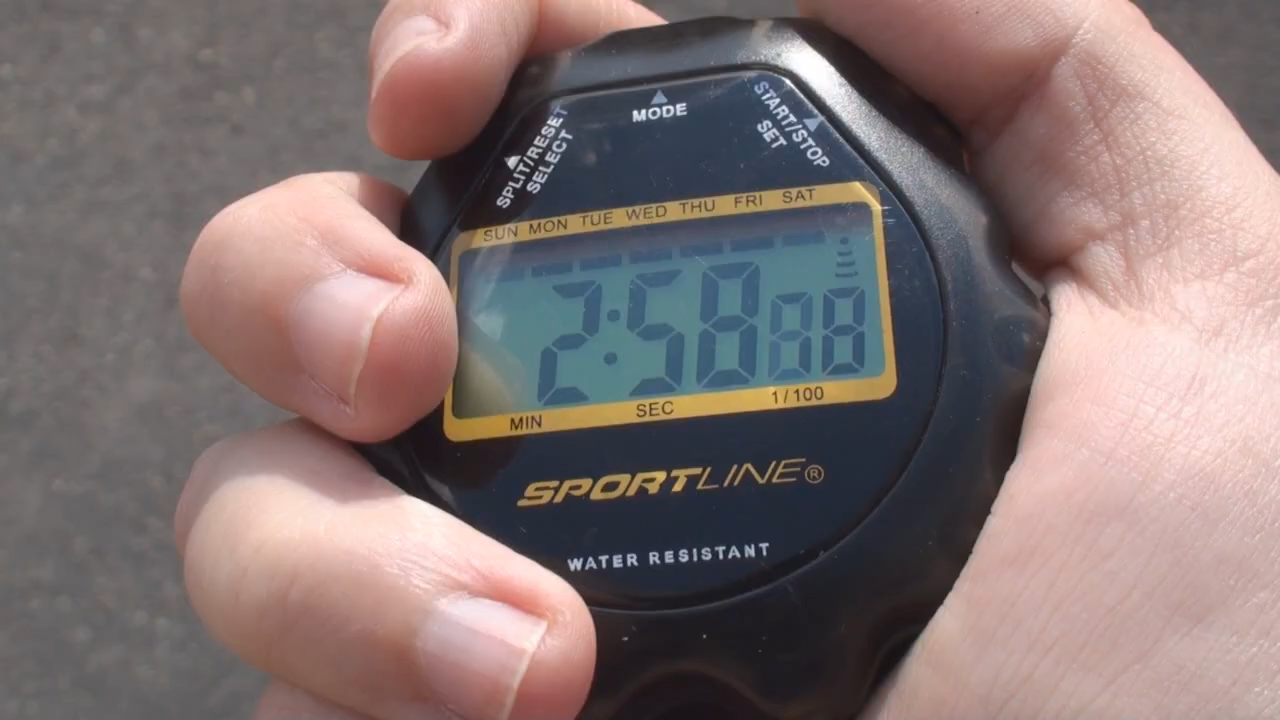 MODE
SPLIT/RESET
SELECT
START/STOP
SET
SUN MON TUE WED THU FRI SAT
2:58 88
MIN SEC 1/100
SPORTLINE®
WATER RESISTANT